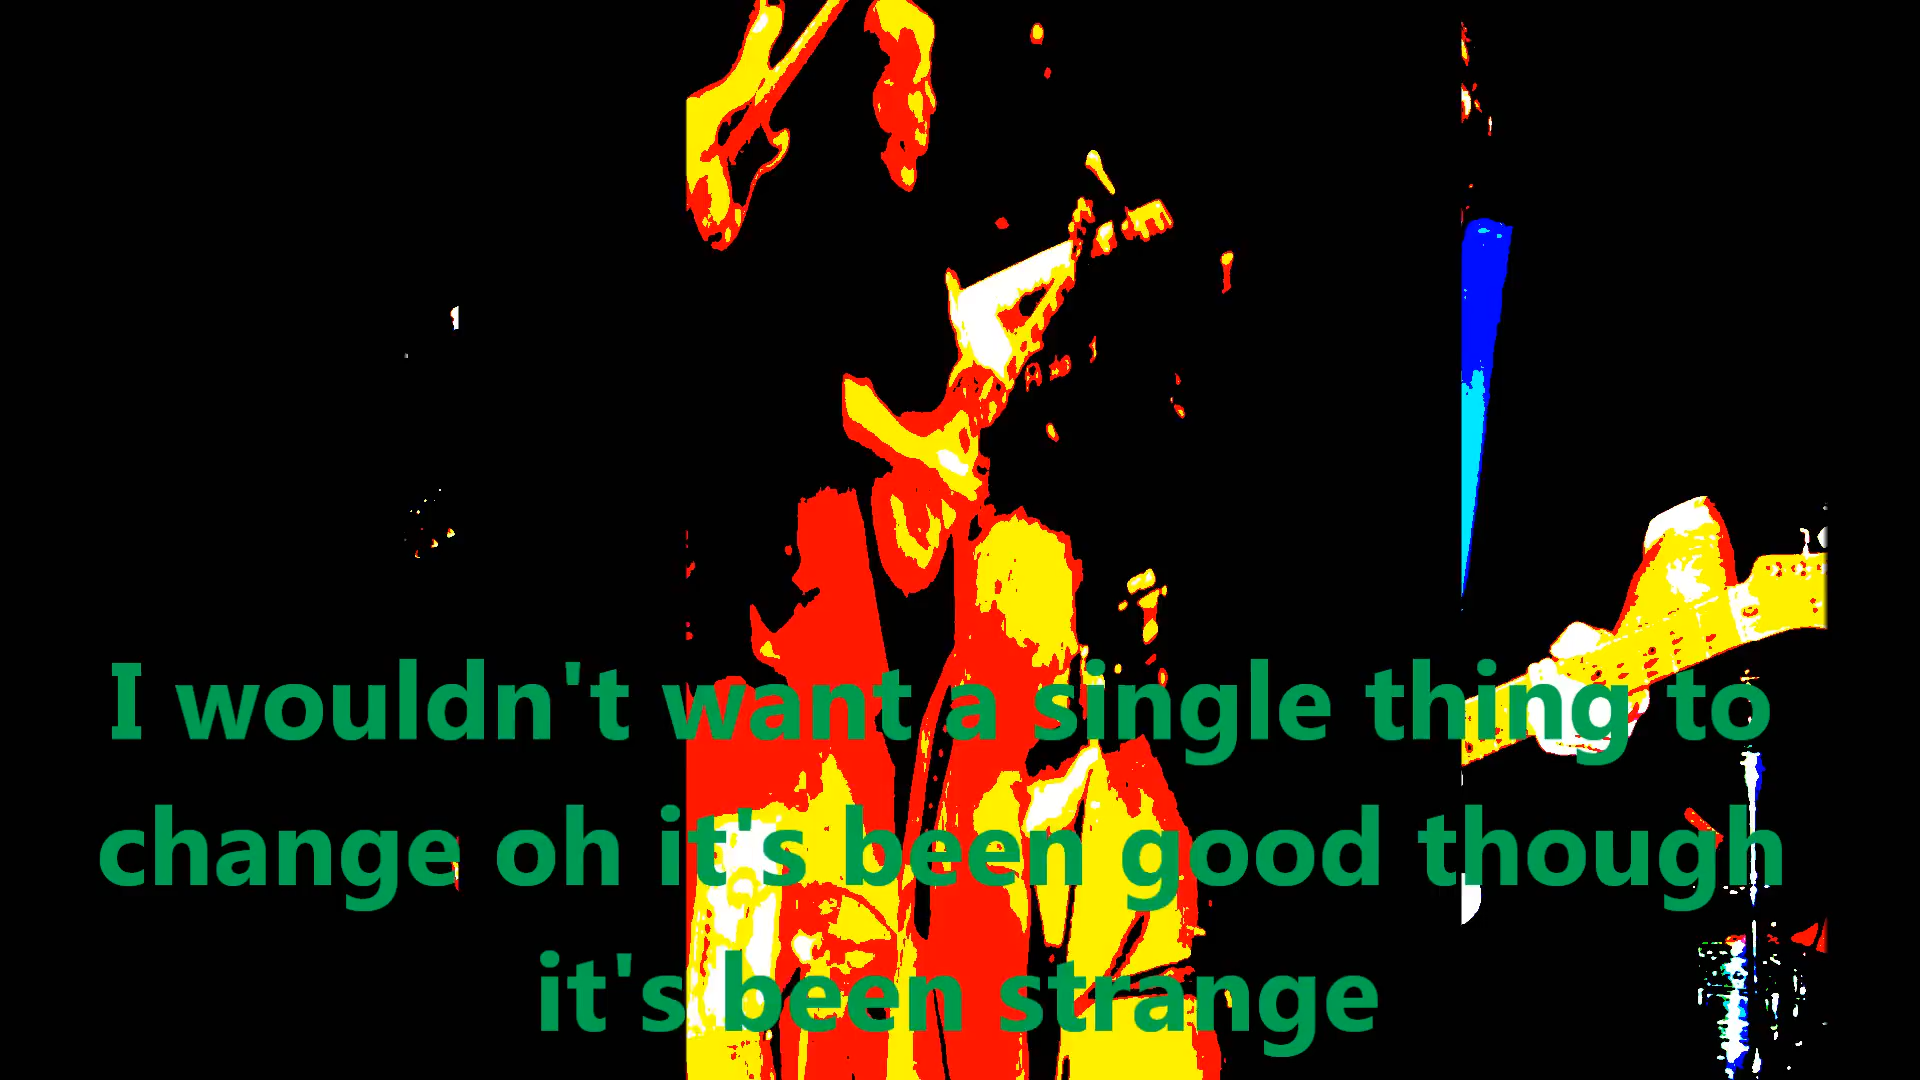 I wouldn't want a single thing to
change oh it's been good though
it's been strange